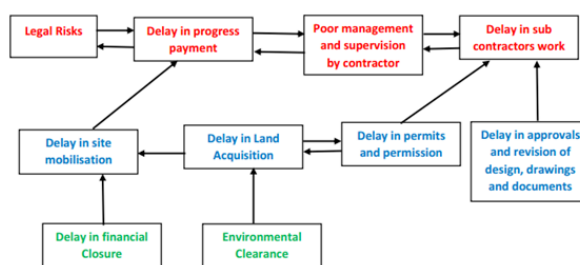 Legal Risks
Delay in progress
payment
Poor management
and supervision
by contractor
Delay in sub
contractors work
Delay in site
mobilisation
Delay in Land
Acquisition
Delay in permits
and permission
Delay in approvals
and revision of
design, drawings
and documents
Delay in financial
Closure
Environmental
Clearance